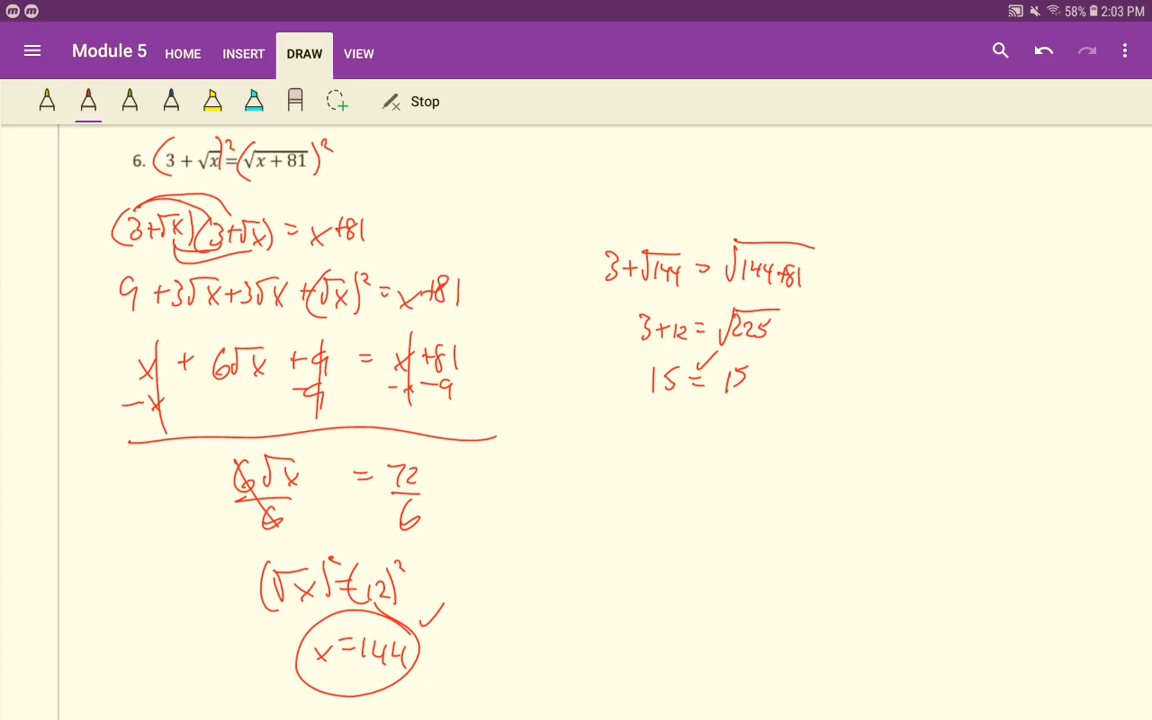 58% 2:03 PM
Module 5 HOME INSERT DRAW VIEW
Stop
6. (3 + √x)² = (√(x + 81))²
(3+√x)(3+√x) = x+81
9 + 3√x + 3√x + (√x)² = x+81
x + 6√x + 9 = x + 81
-x -9 -x -9
6√x = 72
6 6
(√x)² = (12)²
x = 144 ✓
3+√144 = √144+81
3+12 = √225
15 = 15 ✓